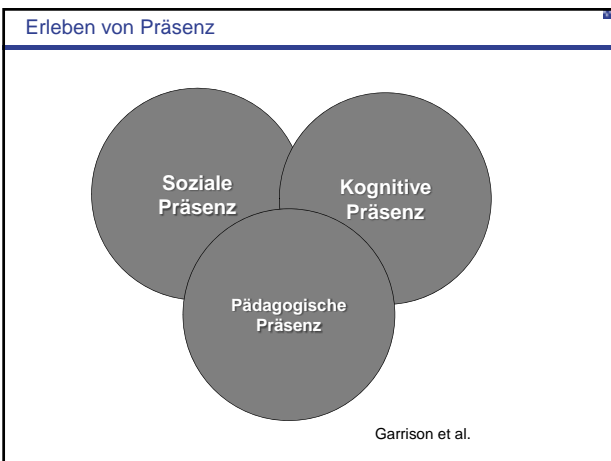 Erleben von Präsenz
Soziale
Präsenz
Kognitive
Präsenz
Pädagogische
Präsenz
Garrison et al.